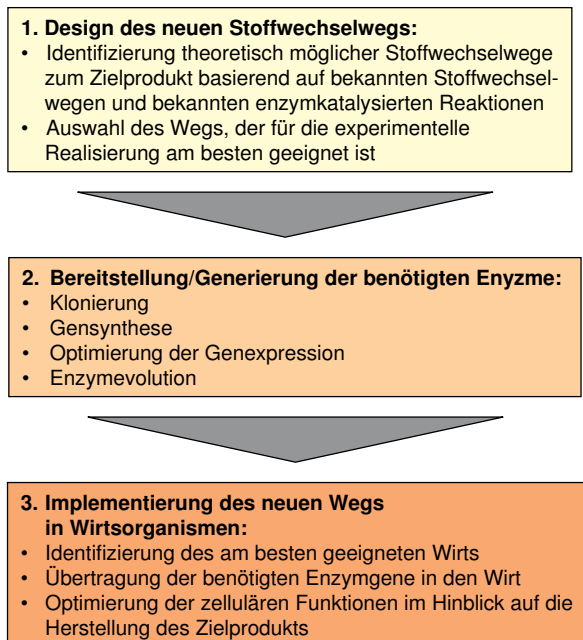 1. Design des neuen Stoffwechselwegs:
• Identifizierung theoretisch möglicher Stoffwechselwege
zum Zielprodukt basierend auf bekannten Stoffwechsel-
wegen und bekannten enzymkatalysierten Reaktionen
• Auswahl des Wegs, der für die experimentelle
Realisierung am besten geeignet ist
2. Bereitstellung/Generierung der benötigten Enyzme:
• Klonierung
• Gensynthese
• Optimierung der Genexpression
• Enzymevolution
3. Implementierung des neuen Wegs
in Wirtsorganismen:
• Identifizierung des am besten geeigneten Wirts
• Übertragung der benötigten Enzymgene in den Wirt
• Optimierung der zellulären Funktionen im Hinblick auf die
Herstellung des Zielprodukts